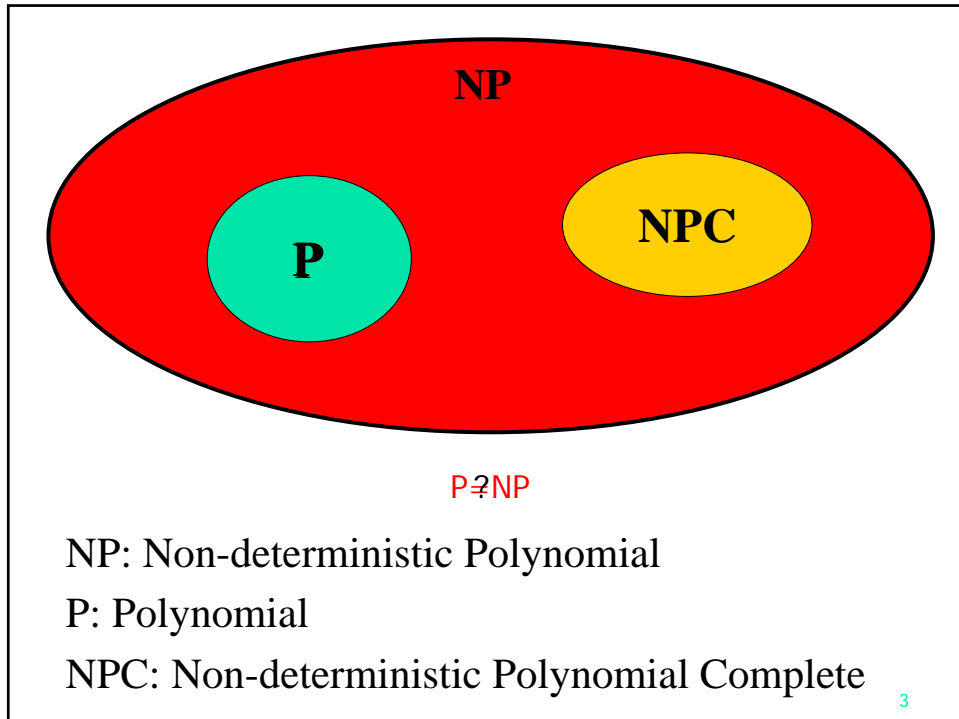 NP
P
NPC
P=?NP
NP: Non-deterministic Polynomial
P: Polynomial
NPC: Non-deterministic Polynomial Complete
3